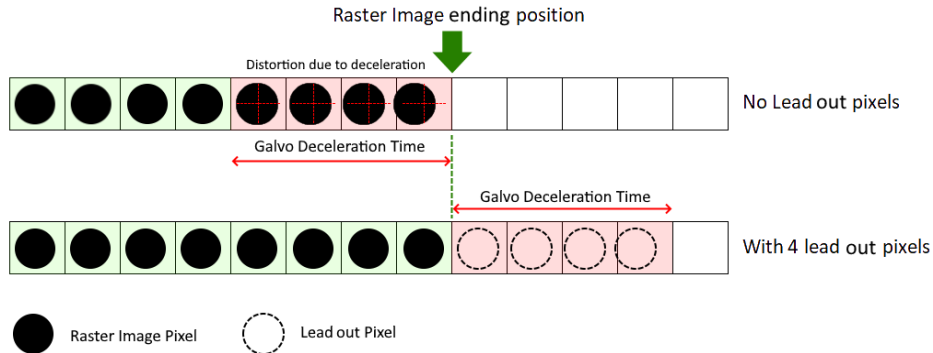 Raster Image ending position
Distortion due to deceleration
No Lead out pixels
Galvo Deceleration Time
Galvo Deceleration Time
With 4 lead out pixels
Raster Image Pixel
Lead out Pixel